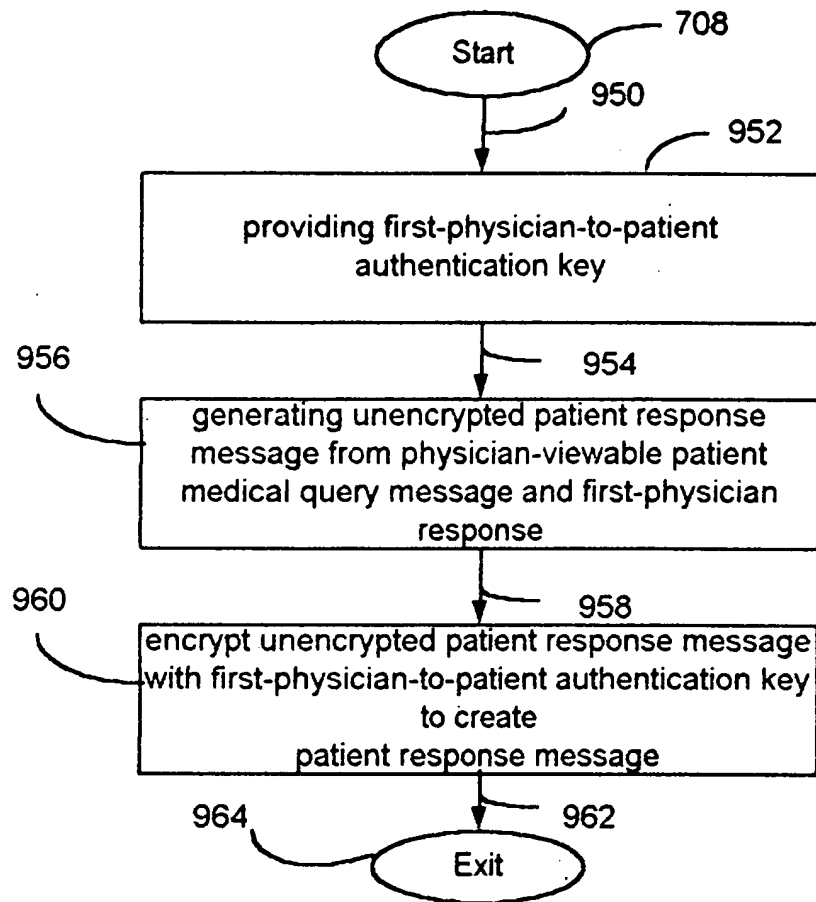 Start
708
950
952
providing first-physician-to-patient
authentication key
954
956
generating unencrypted patient response
message from physician-viewable patient
medical query message and first-physician
response
958
960
encrypt unencrypted patient response message
with first-physician-to-patient authentication key
to create
patient response message
962
964
Exit